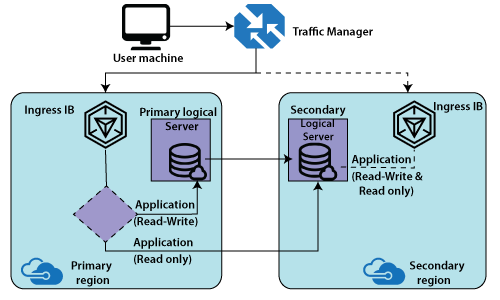 User machine
Traffic Manager
Ingress IB
Primary logical
Server
Secondary
Logical
Server
Ingress IB
Application
(Read-Write &
Read only)
Application
(Read-Write)
Application
(Read only)
Primary
region
Secondary
region